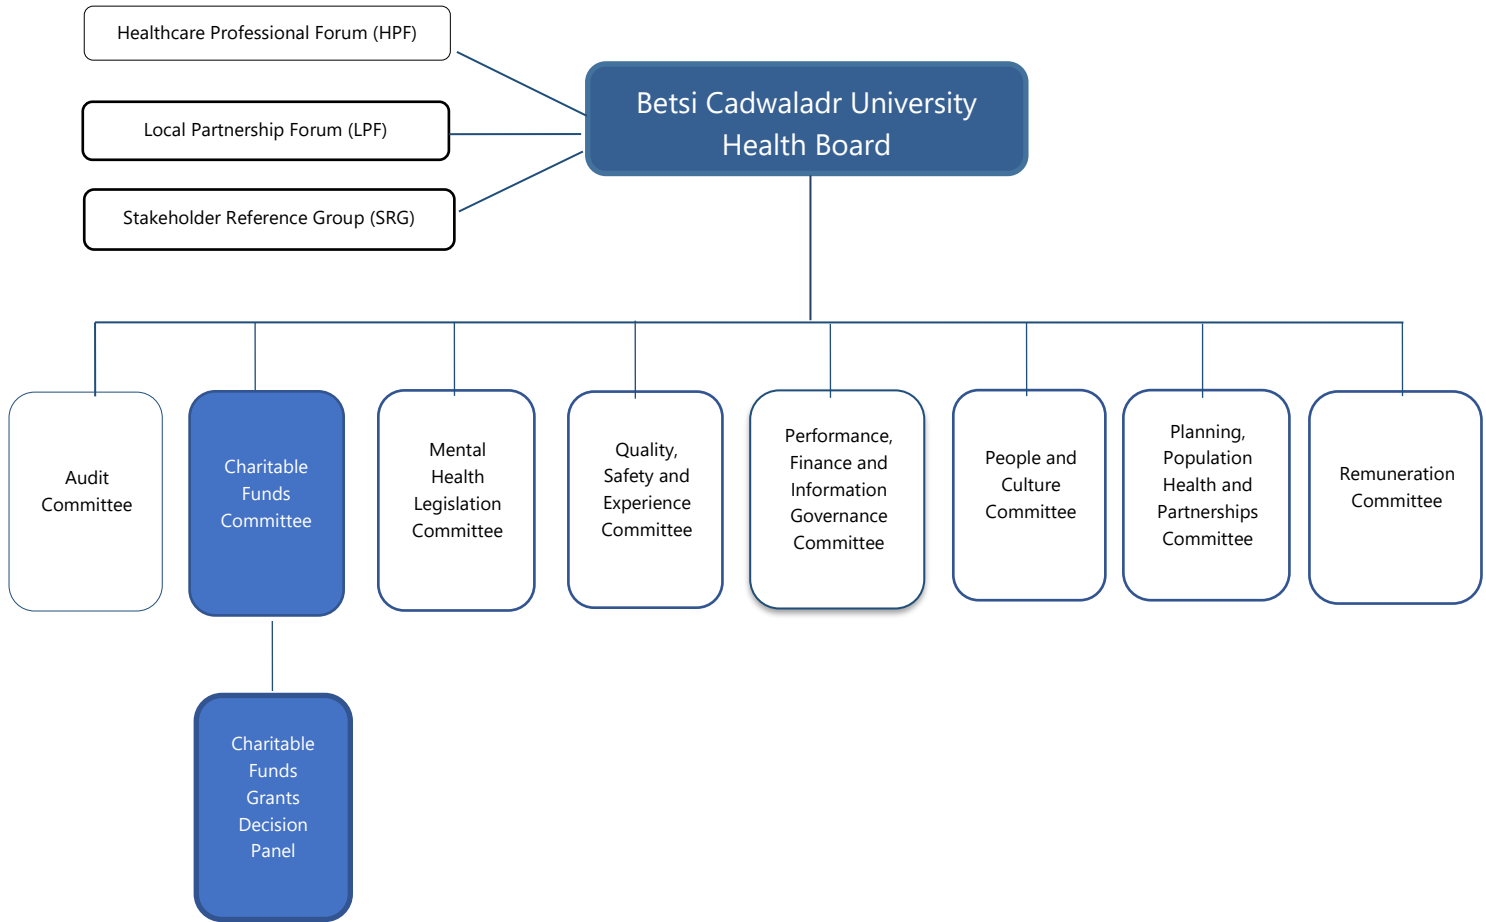 Healthcare Professional Forum (HPF)
Local Partnership Forum (LPF)
Stakeholder Reference Group (SRG)
Betsi Cadwaladr University
Health Board
Audit
Committee
Charitable
Funds
Committee
Mental
Health
Legislation
Committee
Quality,
Safety and
Experience
Committee
Performance,
Finance and
Information
Governance
Committee
People and
Culture
Committee
Planning,
Population
Health and
Partnerships
Committee
Remuneration
Committee
Charitable
Funds
Grants
Decision
Panel